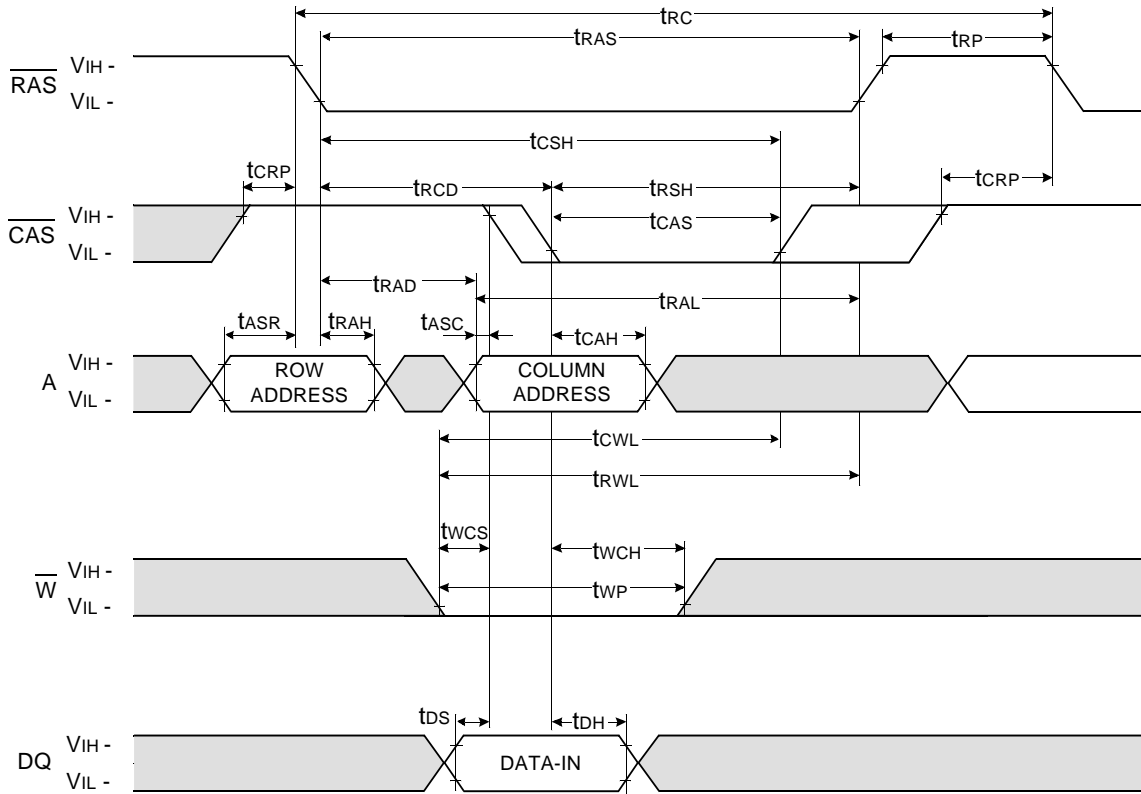 tRC
tRAS
tRP
RAS
VIH -
VIL -
tCSH
tCRP
tRCD
tRSH
tCRP
CAS
VIH -
VIL -
tCAS
tRAD
tRAL
tASR
tRAH
tASC
tCAH
A
VIH -
VIL -
ROW
ADDRESS
COLUMN
ADDRESS
tCWL
tRWL
tWCS
tWCH
W
VIH -
VIL -
tWP
tDS
tDH
DQ
VIH -
VIL -
DATA-IN